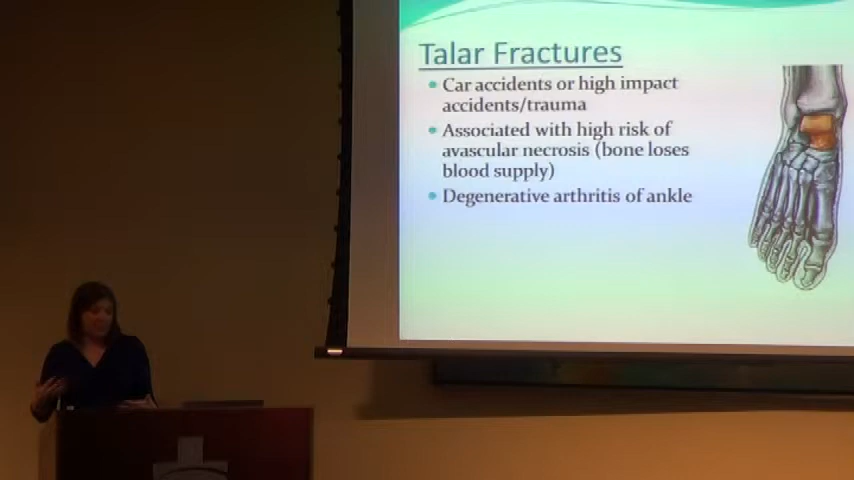 Talar Fractures
Car accidents or high impact
accidents/trauma
Associated with high risk of
avascular necrosis (bone loses
blood supply)
Degenerative arthritis of ankle